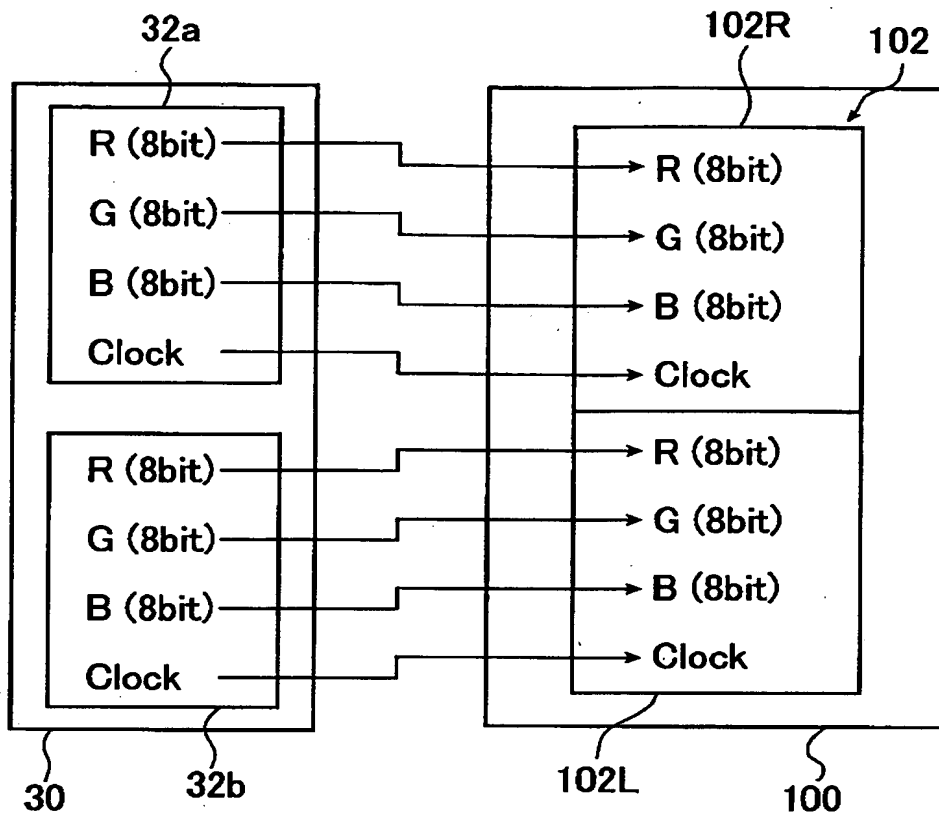 32a
102R
102
R (8bit)
G (8bit)
B (8bit)
Clock
R (8bit)
G (8bit)
B (8bit)
Clock
R (8bit)
G (8bit)
B (8bit)
Clock
R (8bit)
G (8bit)
B (8bit)
Clock
30
32b
102L
100